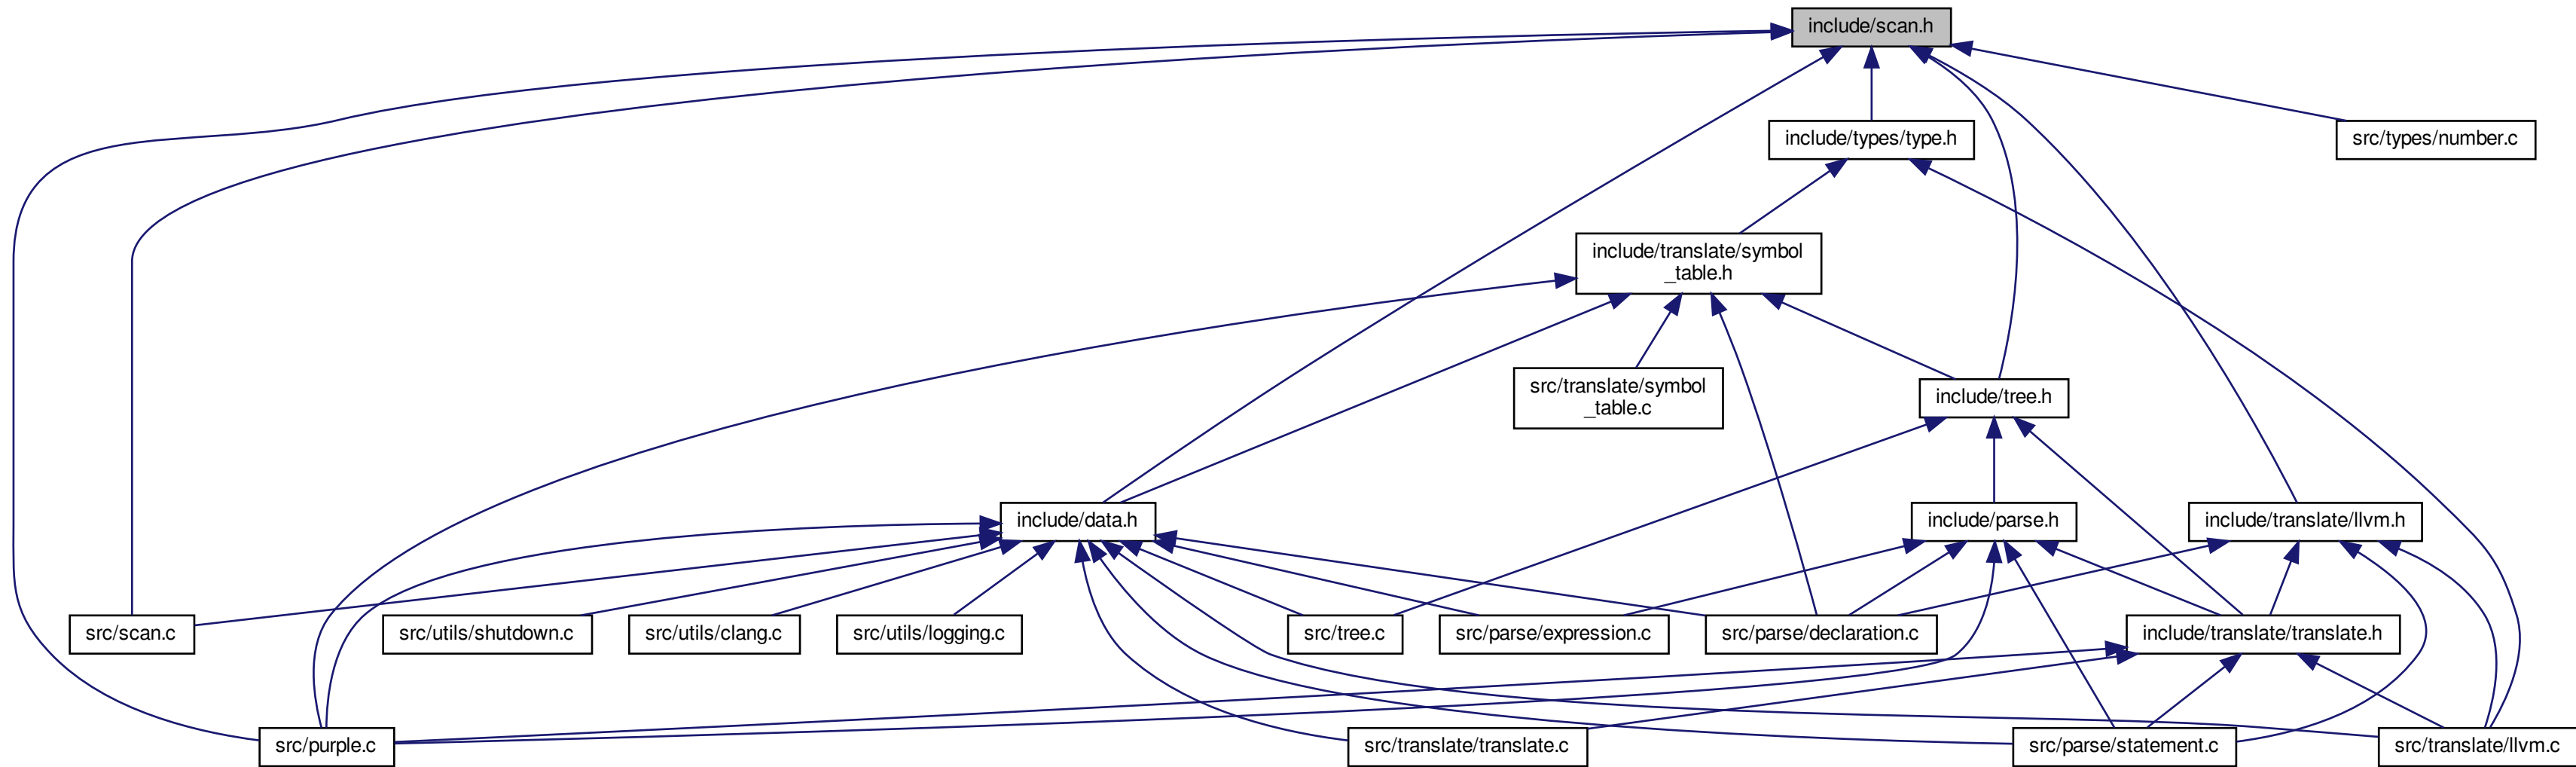 include/scan.h
include/types/type.h
src/types/number.c
include/translate/symbol
_table.h
src/translate/symbol
_table.c
include/tree.h
include/data.h
include/parse.h
include/translate/llvm.h
src/scan.c
src/utils/shutdown.c
src/utils/clang.c
src/utils/logging.c
src/tree.c
src/parse/expression.c
src/parse/declaration.c
include/translate/translate.h
src/purple.c
src/translate/translate.c
src/parse/statement.c
src/translate/llvm.c